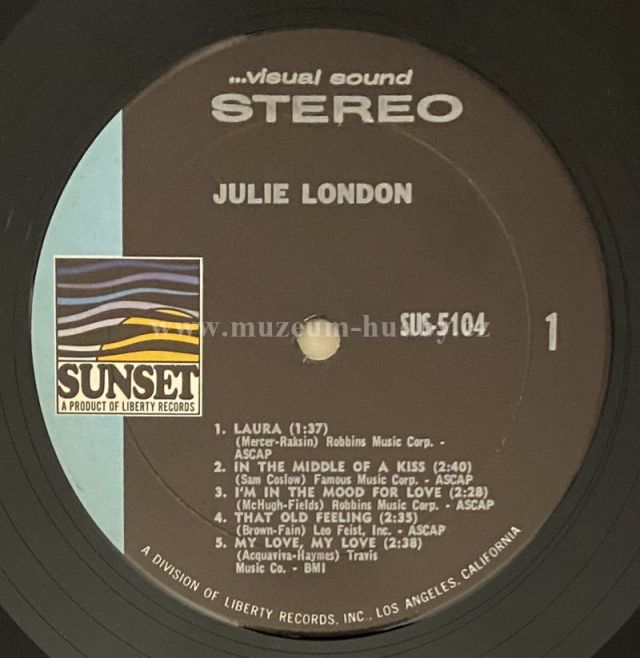 ...visual sound
STEREO
JULIE LONDON
SUS-5104
1
SUNSET
A PRODUCT OF LIBERTY RECORDS
1. LAURA (1:37)
(Mercer-Raksin) Robbins Music Corp. -
ASCAP
2. IN THE MIDDLE OF A KISS (2:40)
(Sam Coslow) Famous Music Corp. - ASCAP
3. I'M IN THE MOOD FOR LOVE (2:28)
(McHugh-Fields) Robbins Music Corp. - ASCAP
4. THAT OLD FEELING (2:35)
(Brown-Fain) Leo Feist, Inc. - ASCAP
5. MY LOVE, MY LOVE (2:38)
(Acquaviva-Haymes) Travis
Music Co. - BMI
A DIVISION OF LIBERTY RECORDS, INC., LOS ANGELES, CALIFORNIA